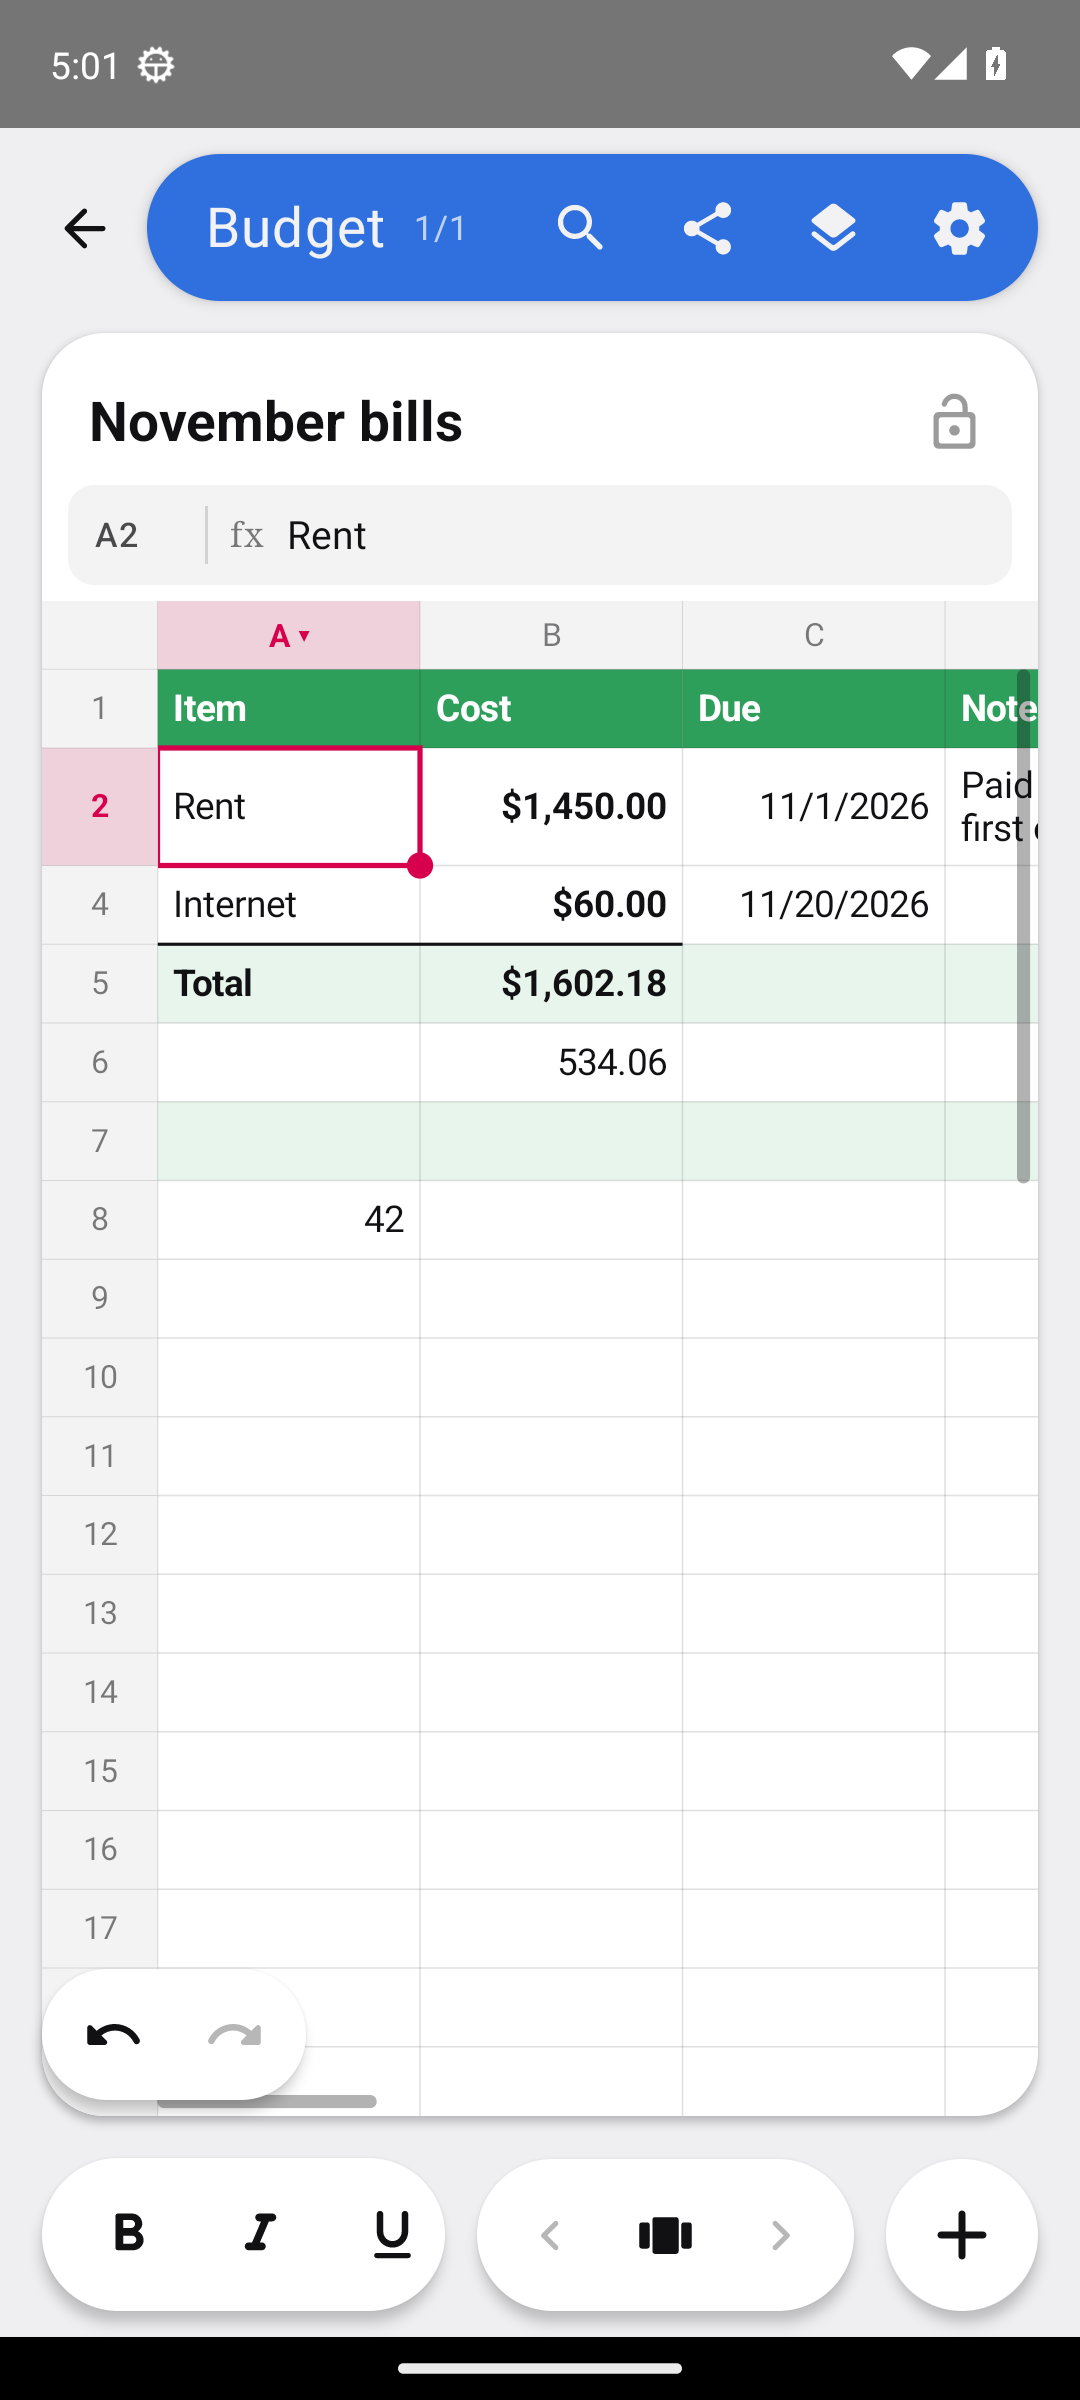 5:01
Budget 1/1
November bills
A2 fx Rent
A B C
1 Item Cost Due Note
2 Rent $1,450.00 11/1/2026 Paid
first
4 Internet $60.00 11/20/2026
5 Total $1,602.18
6 534.06
7
8 42
9
10
11
12
13
14
15
16
17
B I U